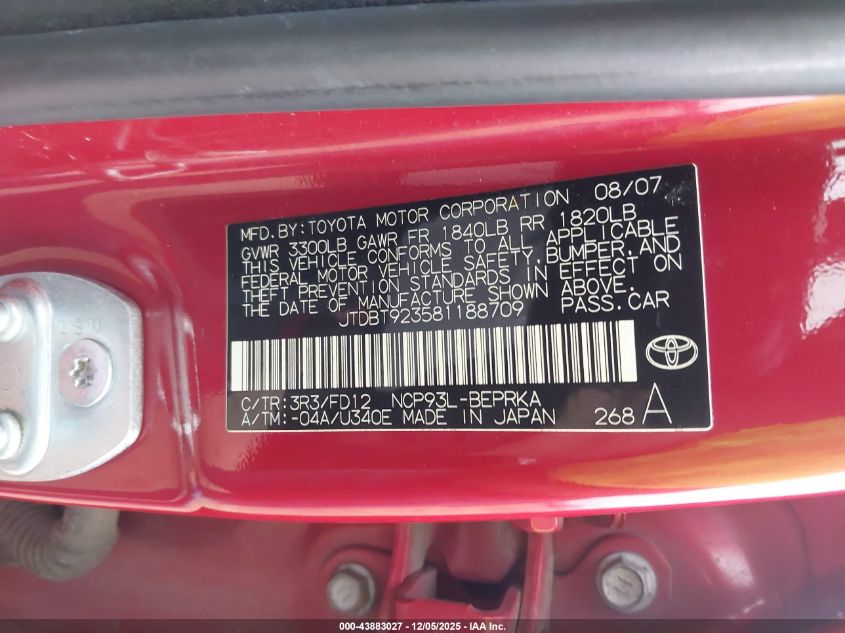 MFD.BY:TOYOTA MOTOR CORPORATION 08/07
GVWR 3300LB GAWR FR 1840LB RR 1820LB
THIS VEHICLE CONFORMS TO ALL APPLICABLE
FEDERAL MOTOR VEHICLE SAFETY,BUMPER,AND
THEFT PREVENTION STANDARDS IN EFFECT ON
THE DATE OF MANUFACTURE SHOWN ABOVE.
JTDBT923581188709 PASS.CAR
C/TR:3R3/FD12 NCP93L-BEPRKA
A/TM:-04A/U340E MADE IN JAPAN 268 A
000-43883027 - 12/05/2025 - IAA Inc.